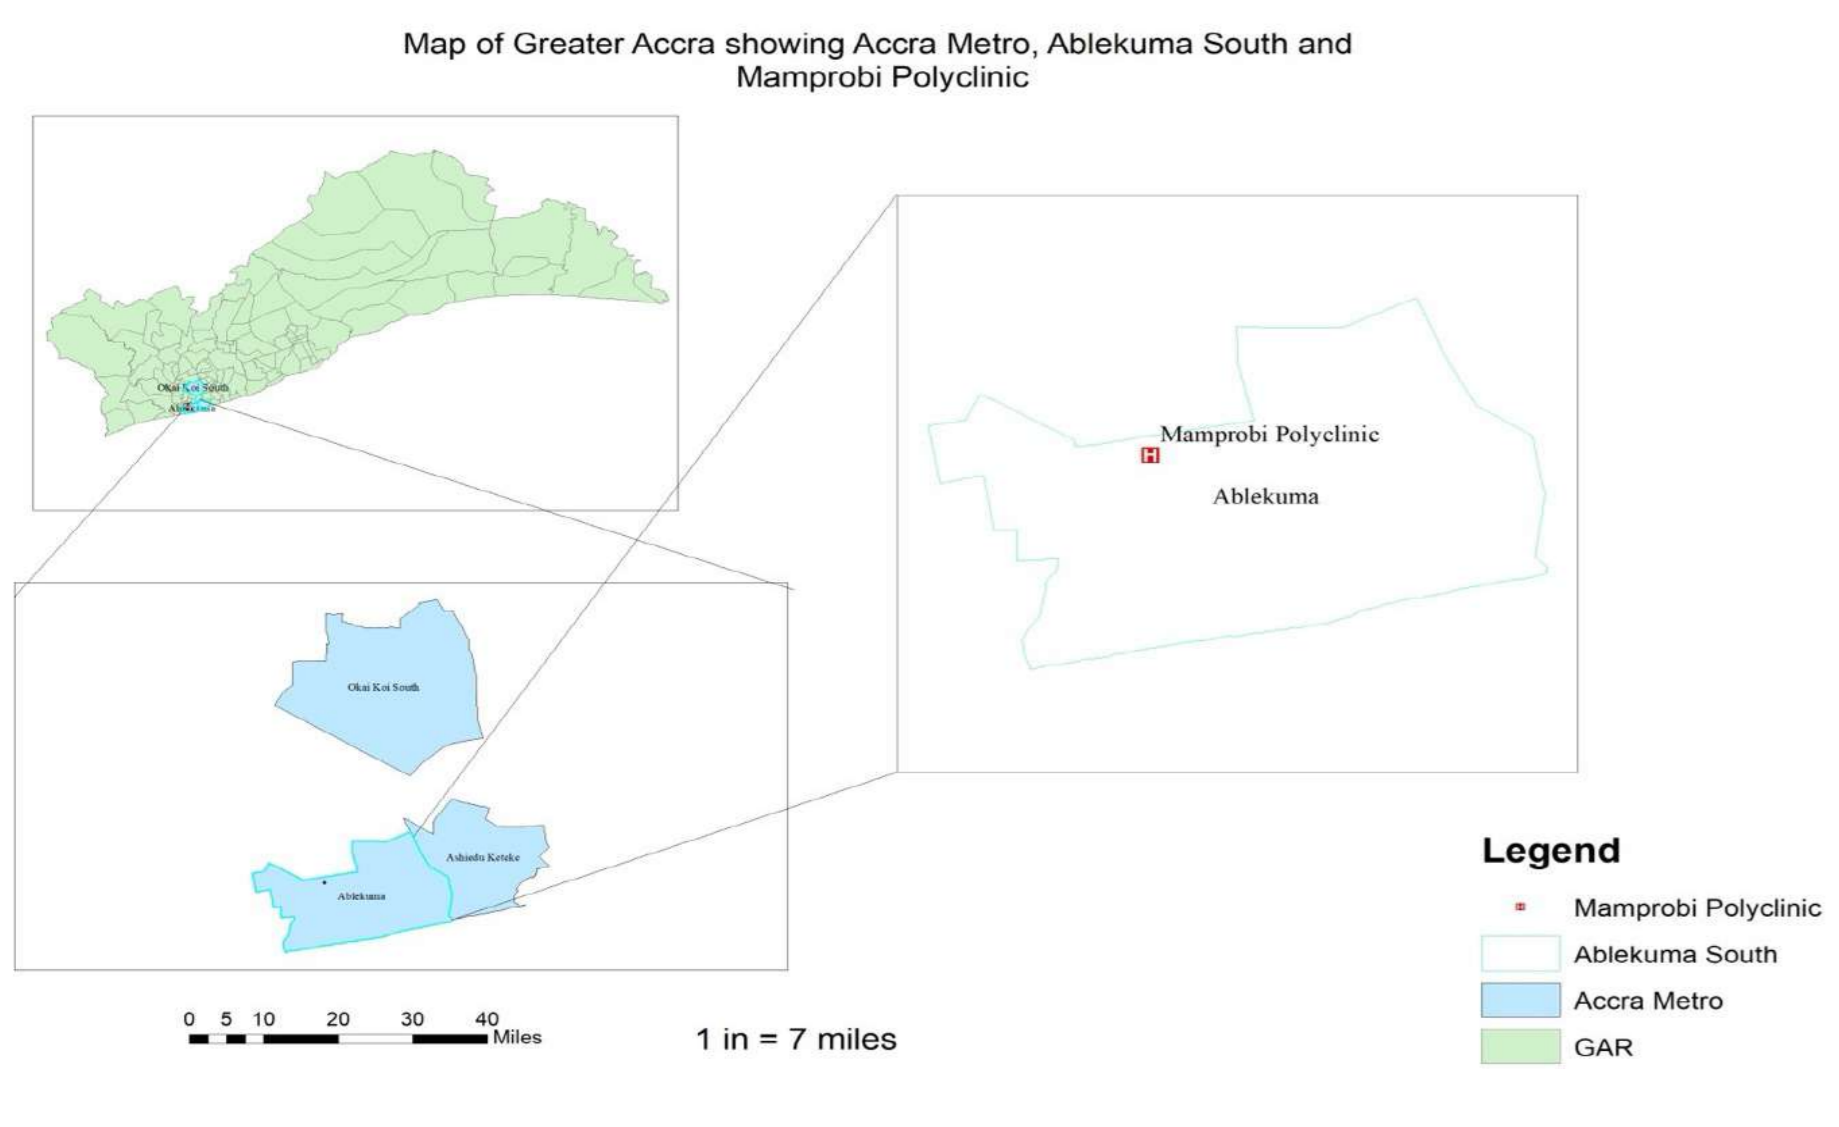 Map of Greater Accra showing Accra Metro, Ablekuma South and
Mamprobi Polyclinic
Okai Koi South
Ablekuma
Mamprobi Polyclinic
Ablekuma
Okai Koi South
Ashiedu Keteke
Ablekuma
Legend
Mamprobi Polyclinic
Ablekuma South
Accra Metro
GAR
0 5 10 20 30 40
Miles
1 in = 7 miles